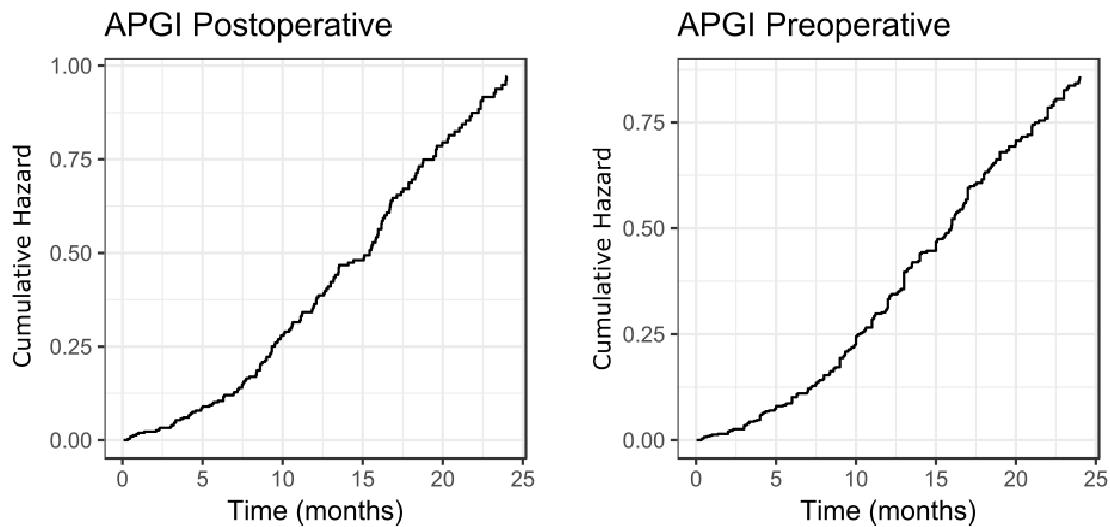 APGI Postoperative
1.00
0.75
0.50
0.25
0.00
Cumulative Hazard
0 5 10 15 20 25
Time (months)
APGI Preoperative
0.75
0.50
0.25
0.00
Cumulative Hazard
0 5 10 15 20 25
Time (months)